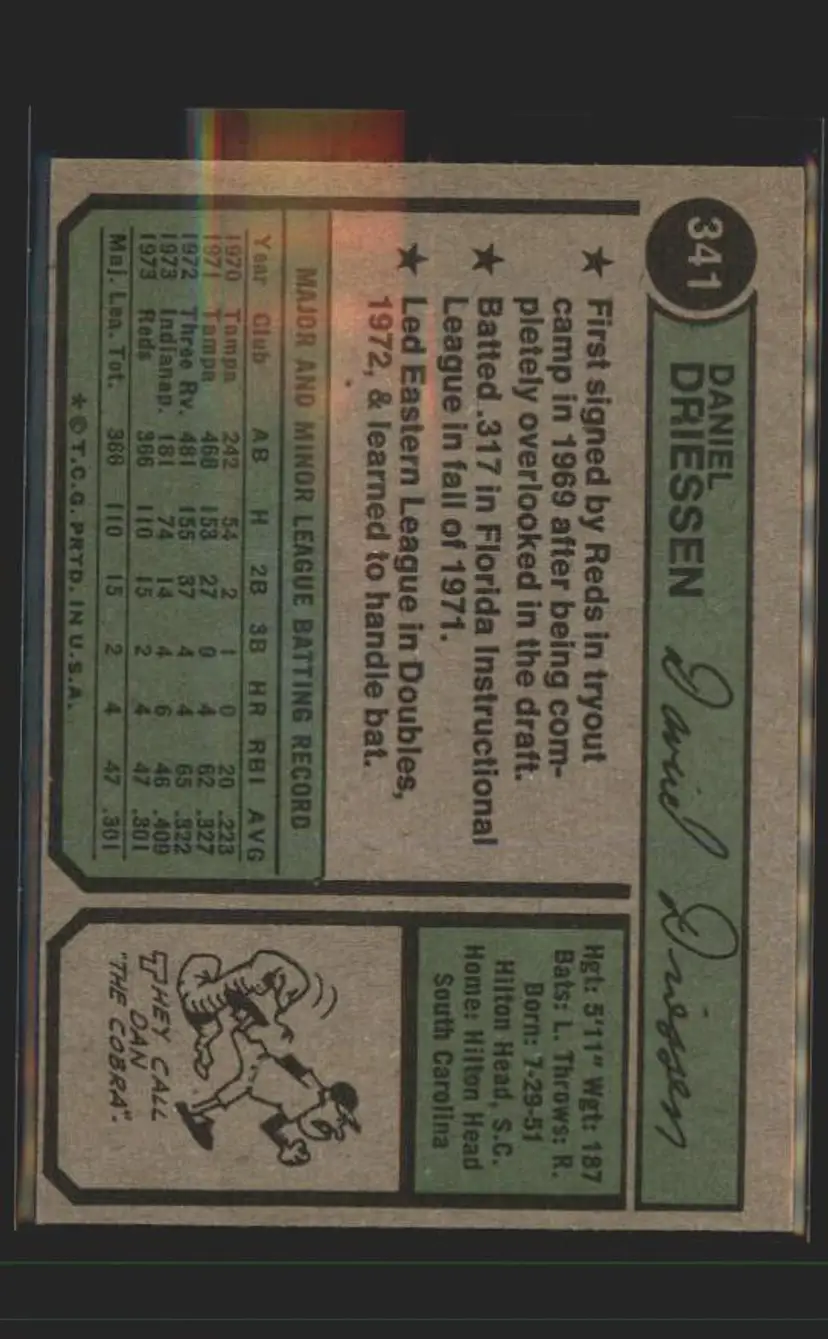 341
DANIEL
DRIESSEN
Daniel Driessen
★ First signed by Reds in tryout
camp in 1969 after being com-
pletely overlooked in the draft.
★ Batted .317 in Florida Instructional
League in fall of 1971.
★ Led Eastern League in Doubles,
1972, & learned to handle bat.
MAJOR AND MINOR LEAGUE BATTING RECORD
Year Club AB H 2B 3B HR RBI AVG
1970 Tampa 242 54 2 1 0 20 .223
1971 Tampa 468 153 27 9 4 62 .327
1972 Three Rv. 481 155 37 4 4 65 .322
1973 Indianap. 181 74 14 4 6 46 .409
1973 Reds 366 110 15 2 4 47 .301
Maj. Lea. Tot. 366 110 15 2 4 47 .301
* © T.C.G. PRTD. IN U.S.A.
Hgt: 5'11" Wgt: 187
Bats: L. Throws: R.
Born: 7-29-51
Hilton Head, S.C.
Home: Hilton Head
South Carolina
THEY CALL
DAN
"THE COBRA".